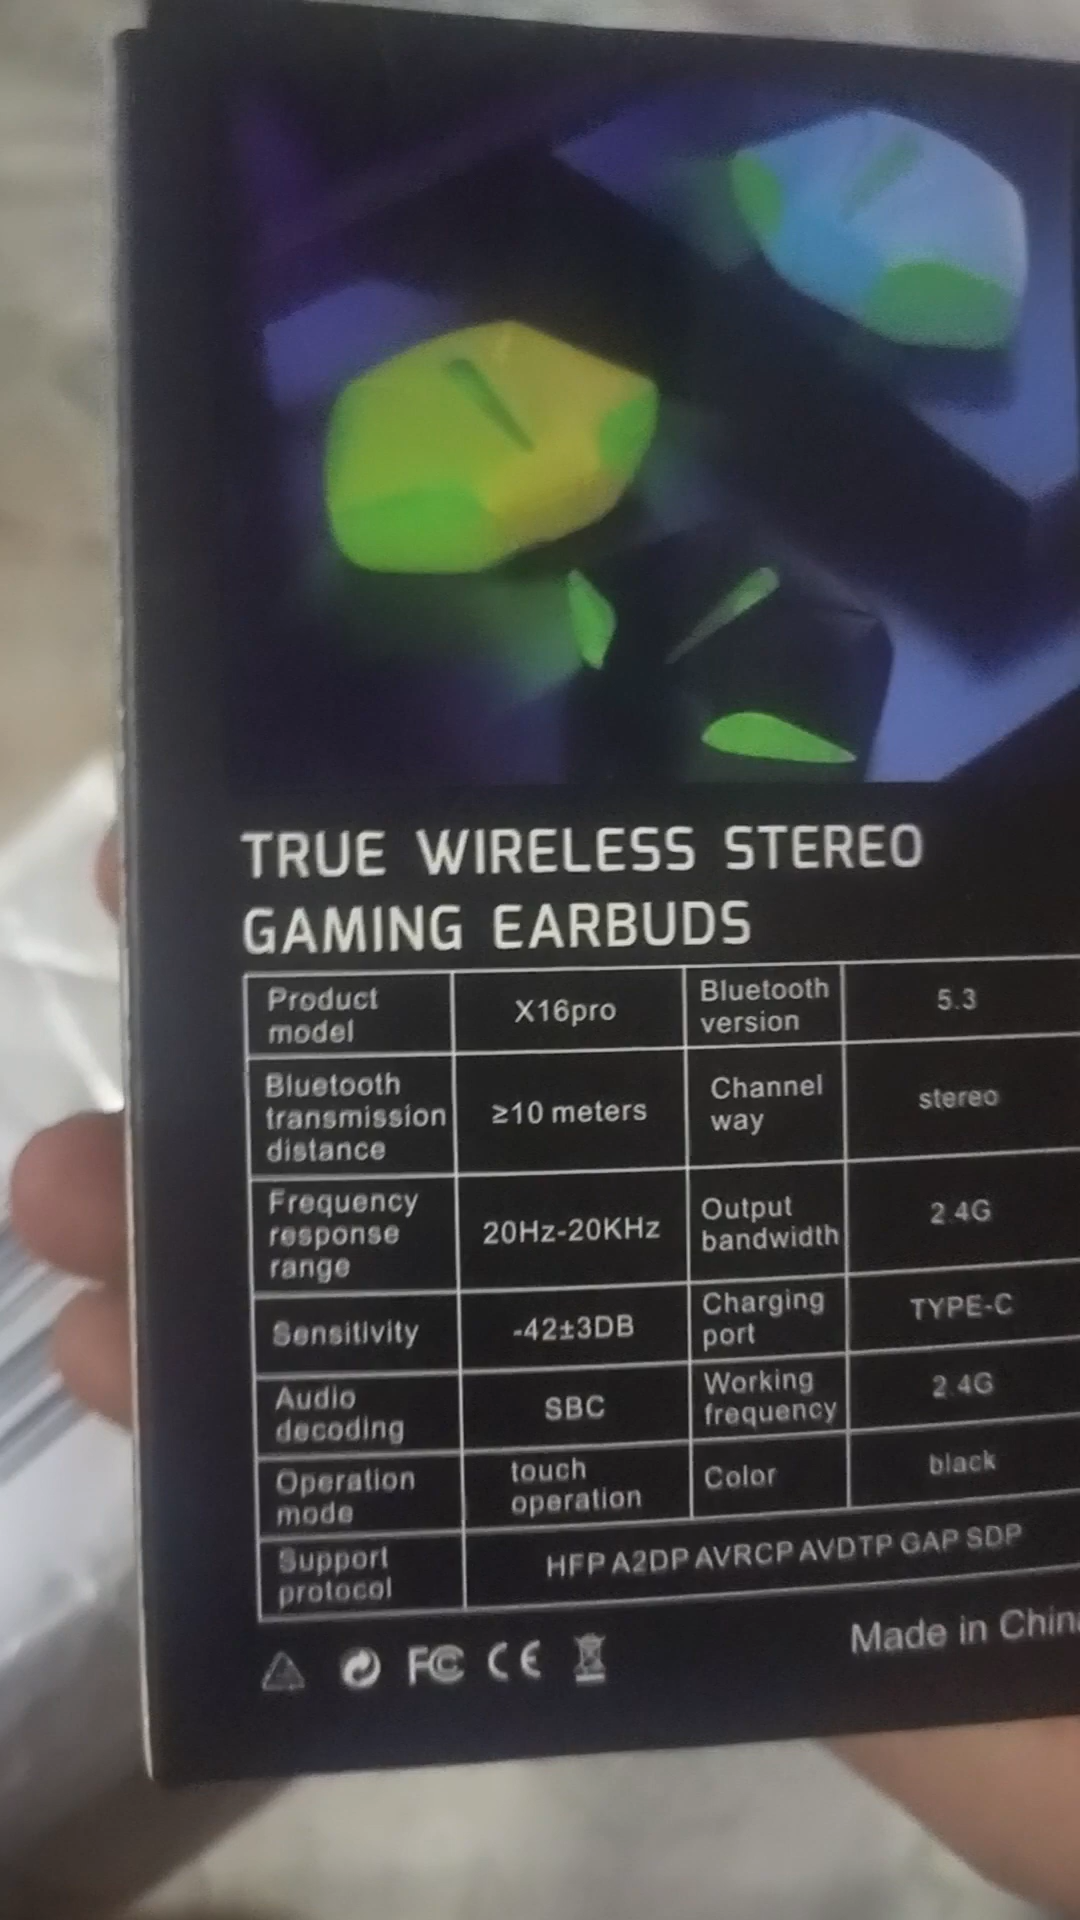 TRUE WIRELESS STEREO
GAMING EARBUDS
Product
model
X16pro
Bluetooth
version
5.3
Bluetooth
transmission
distance
≥10 meters
Channel
way
stereo
Frequency
response
range
20Hz-20KHz
Output
bandwidth
2.4G
Sensitivity
-42±3DB
Charging
port
TYPE-C
Audio
decoding
SBC
Working
frequency
2.4G
Operation
mode
touch
operation
Color
black
Support
protocol
HFP A2DP AVRCP AVDTP GAP SDP
FC CE
Made in China